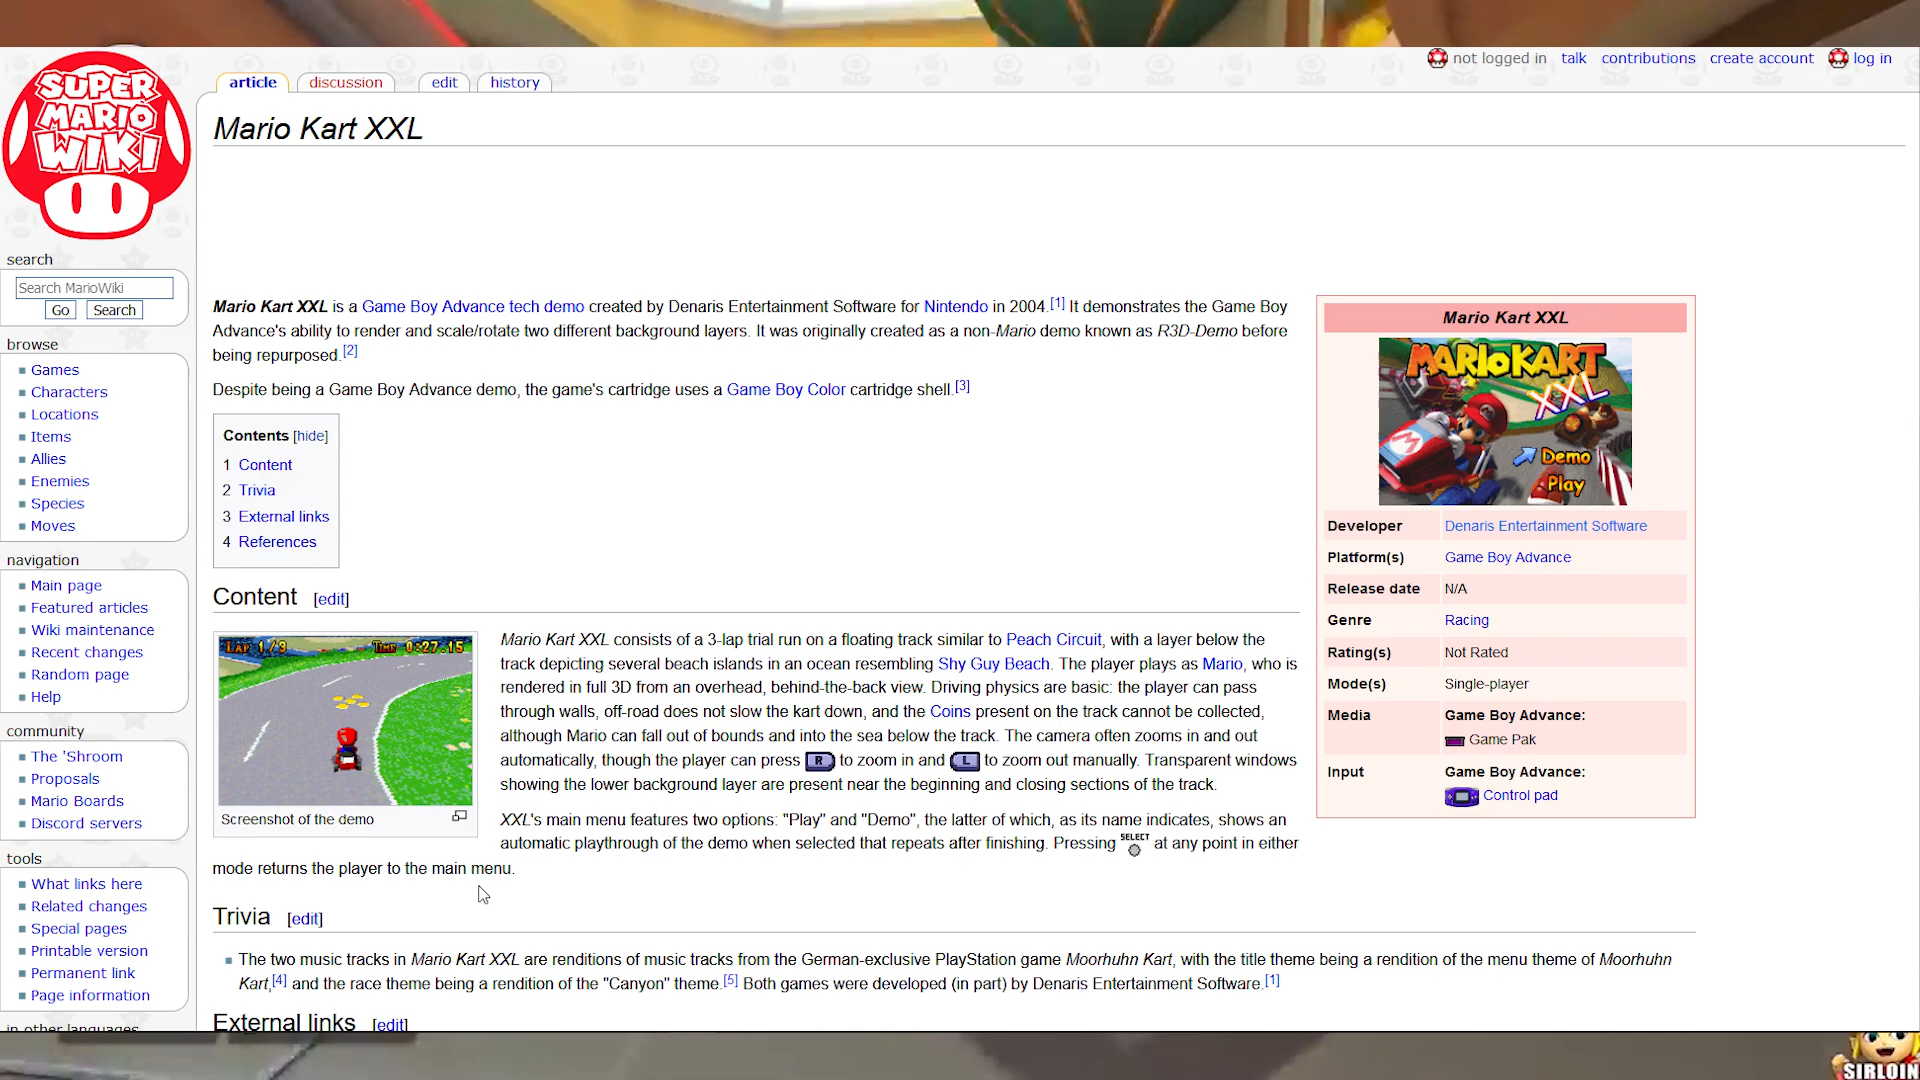 SUPER
MARIO
WIKI
not logged in talk contributions create account log in
article discussion edit history
Mario Kart XXL
search
Search MarioWiki
Go Search
browse
Games
Characters
Locations
Items
Allies
Enemies
Species
Moves
navigation
Main page
Featured articles
Wiki maintenance
Recent changes
Random page
Help
community
The 'Shroom
Proposals
Mario Boards
Discord servers
tools
What links here
Related changes
Special pages
Printable version
Permanent link
Page information
in other languages
Mario Kart XXL is a Game Boy Advance tech demo created by Denaris Entertainment Software for Nintendo in 2004.[1] It demonstrates the Game Boy
Advance's ability to render and scale/rotate two different background layers. It was originally created as a non-Mario demo known as R3D-Demo before
being repurposed.[2]
Despite being a Game Boy Advance demo, the game's cartridge uses a Game Boy Color cartridge shell.[3]
Contents [hide]
1 Content
2 Trivia
3 External links
4 References
Content [edit]
LAP 1/3 TIME 0:27.15
Screenshot of the demo
Mario Kart XXL consists of a 3-lap trial run on a floating track similar to Peach Circuit, with a layer below the
track depicting several beach islands in an ocean resembling Shy Guy Beach. The player plays as Mario, who is
rendered in full 3D from an overhead, behind-the-back view. Driving physics are basic: the player can pass
through walls, off-road does not slow the kart down, and the Coins present on the track cannot be collected,
although Mario can fall out of bounds and into the sea below the track. The camera often zooms in and out
automatically, though the player can press R to zoom in and L to zoom out manually. Transparent windows
showing the lower background layer are present near the beginning and closing sections of the track.
XXL's main menu features two options: "Play" and "Demo", the latter of which, as its name indicates, shows an
automatic playthrough of the demo when selected that repeats after finishing. Pressing SELECT at any point in either
mode returns the player to the main menu.
Trivia [edit]
The two music tracks in Mario Kart XXL are renditions of music tracks from the German-exclusive PlayStation game Moorhuhn Kart, with the title theme being a rendition of the menu theme of Moorhuhn
Kart,[4] and the race theme being a rendition of the "Canyon" theme.[5] Both games were developed (in part) by Denaris Entertainment Software.[1]
External links [edit]
Mario Kart XXL
MARIOKART
XXL
M
Demo
Play
Developer Denaris Entertainment Software
Platform(s) Game Boy Advance
Release date N/A
Genre Racing
Rating(s) Not Rated
Mode(s) Single-player
Media Game Boy Advance:
Game Pak
Input Game Boy Advance:
Control pad
SIRLOIN